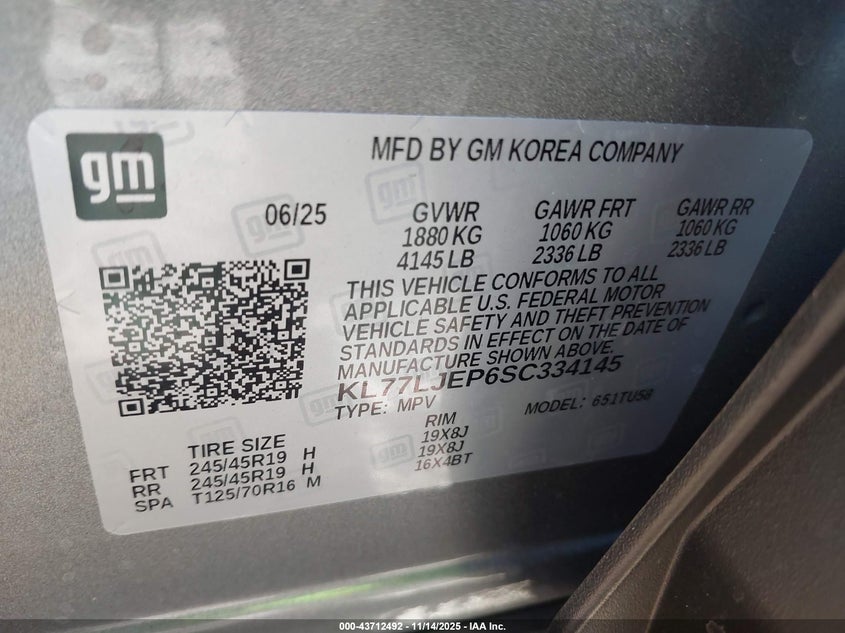 gm
MFD BY GM KOREA COMPANY
06/25
GVWR GAWR FRT GAWR RR
1880 KG 1060 KG 1060 KG
4145 LB 2336 LB 2336 LB
THIS VEHICLE CONFORMS TO ALL
APPLICABLE U.S. FEDERAL MOTOR
VEHICLE SAFETY AND THEFT PREVENTION
STANDARDS IN EFFECT ON THE DATE OF
MANUFACTURE SHOWN ABOVE.
KL77LJEP6SC334145
TYPE: MPV MODEL: 651TU58
TIRE SIZE RIM
FRT 245/45R19 H 19X8J
RR 245/45R19 H 19X8J
SPA T125/70R16 M 16X4BT
000-43712492 - 11/14/2025 - IAA Inc.